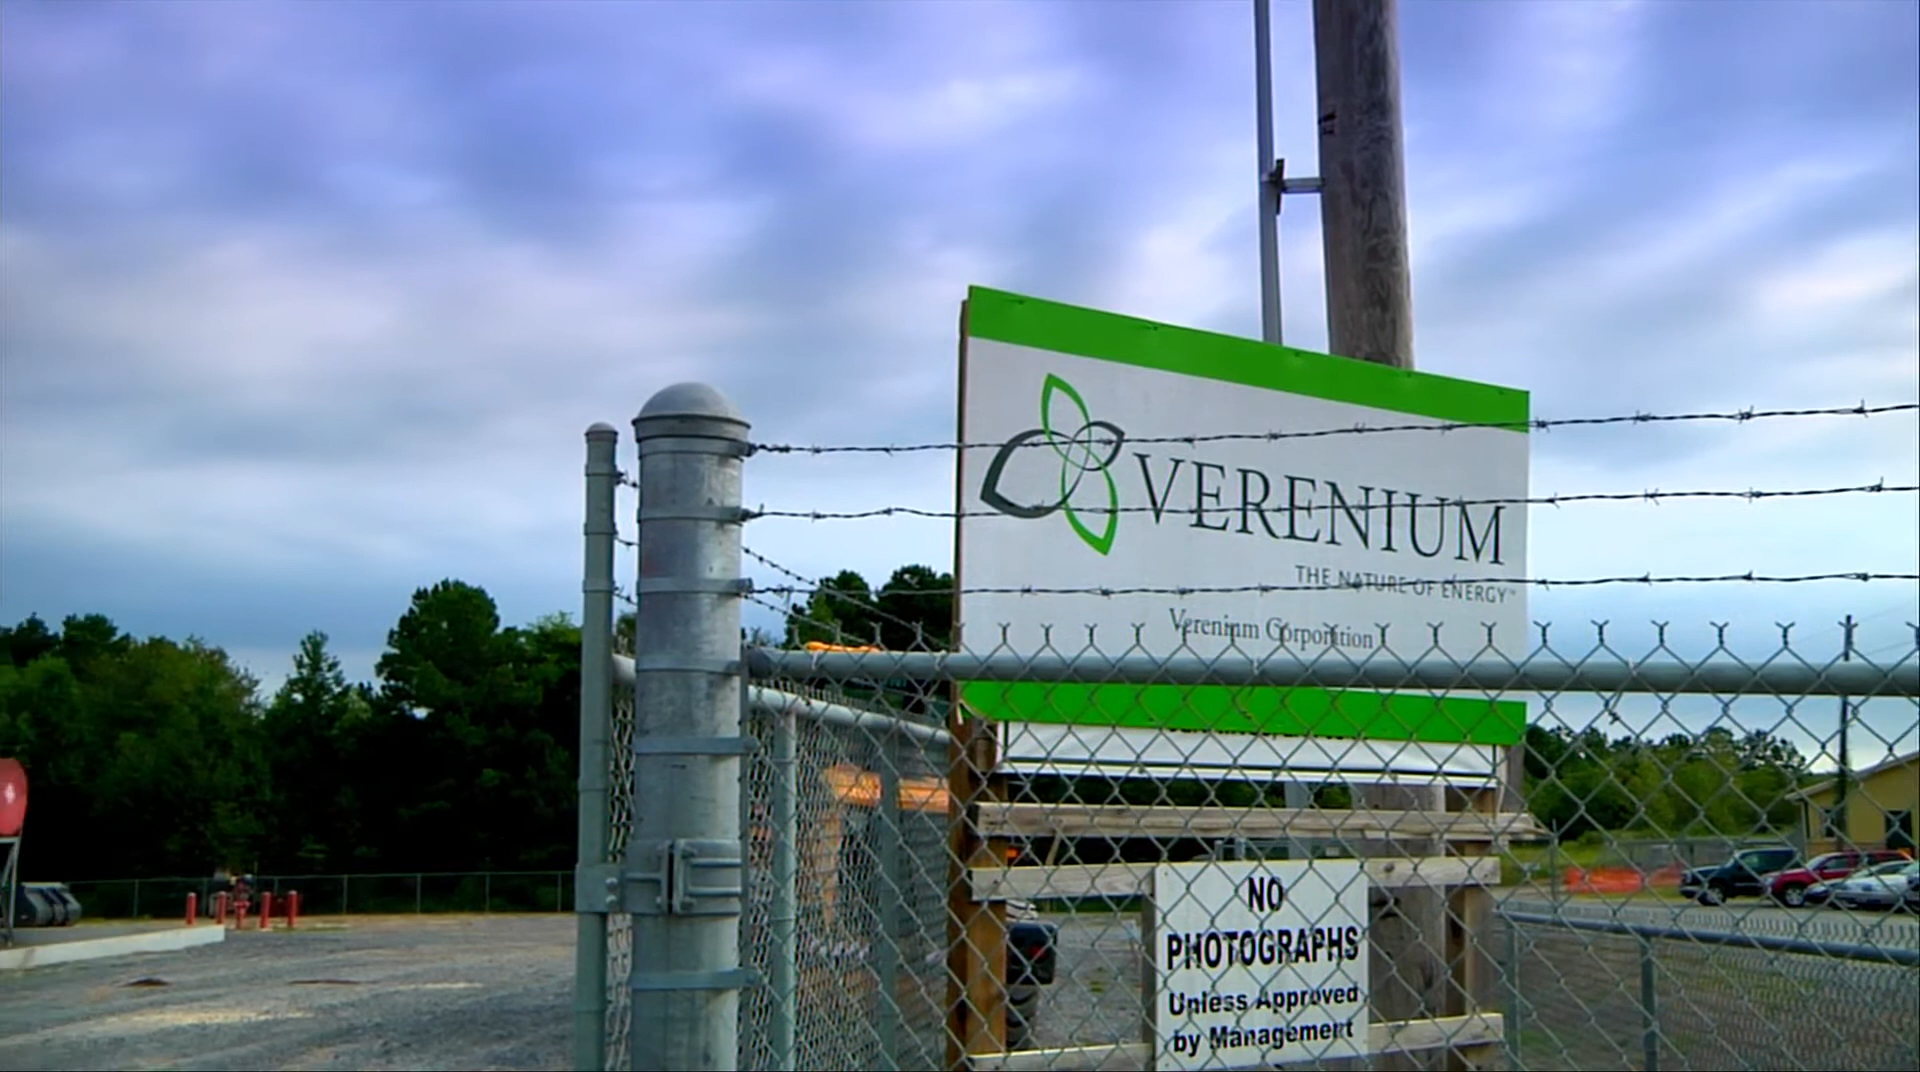 VERENIUM
THE NATURE OF ENERGY™
Verenium Corporation
NO
PHOTOGRAPHS
Unless Approved
by Management